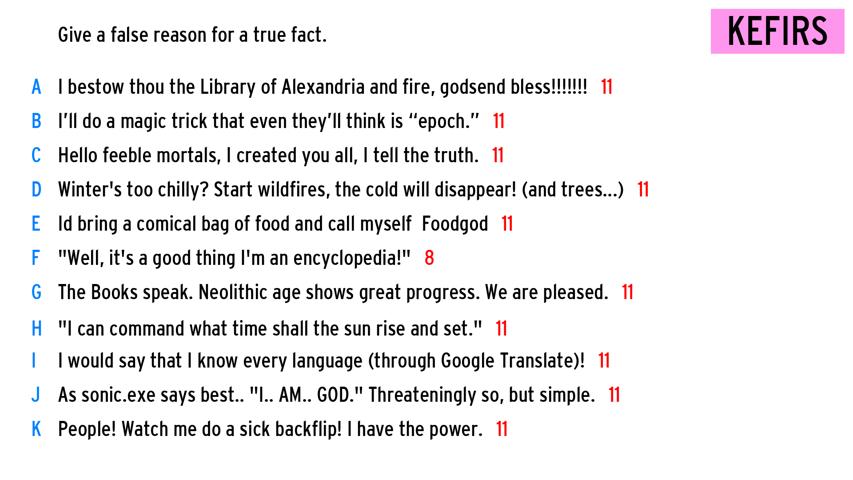 Give a false reason for a true fact.
KEFIRS
A I bestow thou the Library of Alexandria and fire, godsend bless!!!!!!! 11
B I'll do a magic trick that even they'll think is “epoch.” 11
C Hello feeble mortals, I created you all, I tell the truth. 11
D Winter's too chilly? Start wildfires, the cold will disappear! (and trees...) 11
E Id bring a comical bag of food and call myself  Foodgod 11
F "Well, it's a good thing I'm an encyclopedia!" 8
G The Books speak. Neolithic age shows great progress. We are pleased. 11
H "I can command what time shall the sun rise and set." 11
I I would say that I know every language (through Google Translate)! 11
J As sonic.exe says best.. "I.. AM.. GOD." Threateningly so, but simple. 11
K People! Watch me do a sick backflip! I have the power. 11